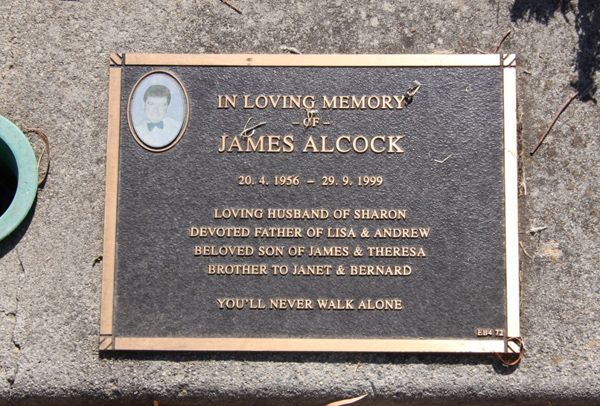 IN LOVING MEMORY
– OF –
JAMES ALCOCK
20. 4. 1956 – 29. 9. 1999
LOVING HUSBAND OF SHARON
DEVOTED FATHER OF LISA & ANDREW
BELOVED SON OF JAMES & THERESA
BROTHER TO JANET & BERNARD
YOU'LL NEVER WALK ALONE
EB4 72